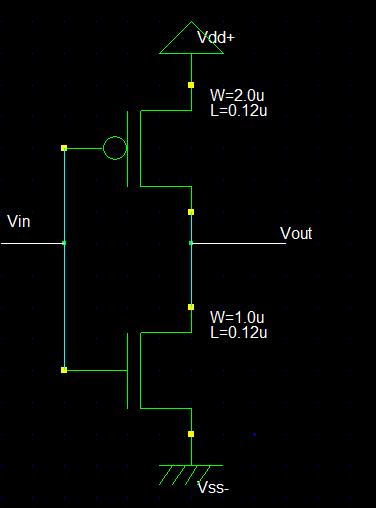 Vdd+
W=2.0u
L=0.12u
Vin
Vout
W=1.0u
L=0.12u
Vss-